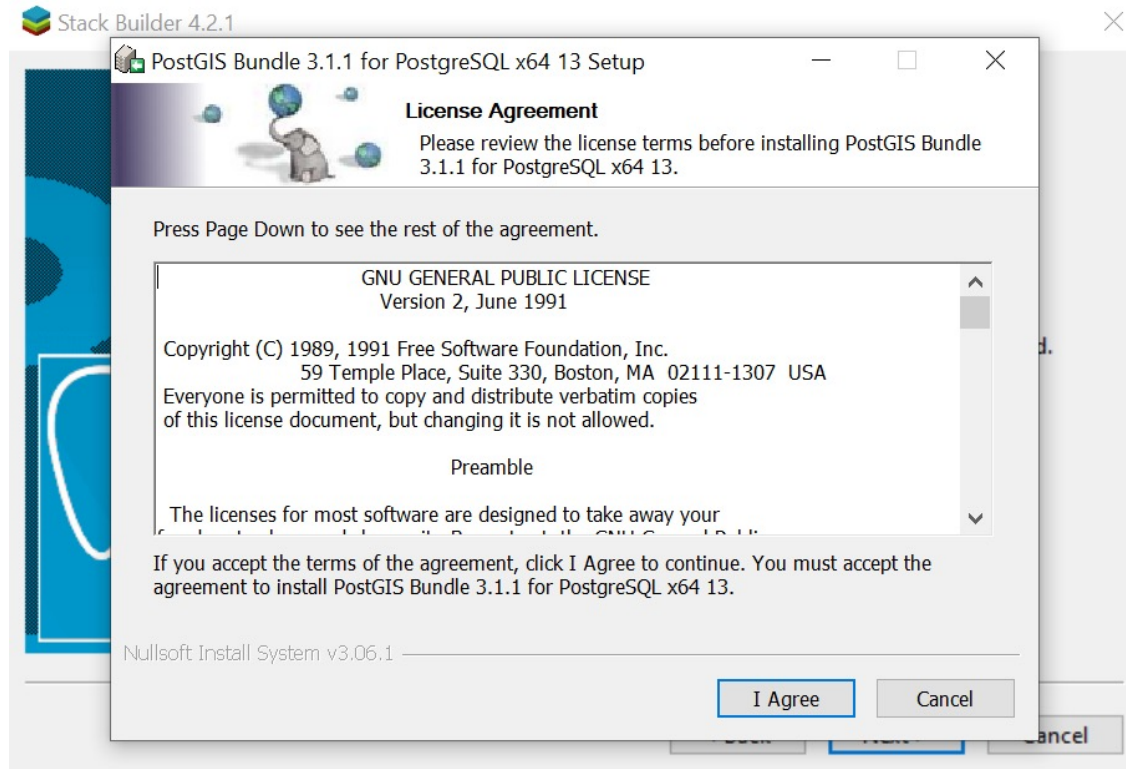 Stack Builder 4.2.1
PostGIS Bundle 3.1.1 for PostgreSQL x64 13 Setup
License Agreement
Please review the license terms before installing PostGIS Bundle
3.1.1 for PostgreSQL x64 13.
Press Page Down to see the rest of the agreement.
GNU GENERAL PUBLIC LICENSE
Version 2, June 1991
Copyright (C) 1989, 1991 Free Software Foundation, Inc.
59 Temple Place, Suite 330, Boston, MA 02111-1307 USA
Everyone is permitted to copy and distribute verbatim copies
of this license document, but changing it is not allowed.
Preamble
The licenses for most software are designed to take away your
d.
If you accept the terms of the agreement, click I Agree to continue. You must accept the
agreement to install PostGIS Bundle 3.1.1 for PostgreSQL x64 13.
Nullsoft Install System v3.06.1
I Agree
Cancel
ancel